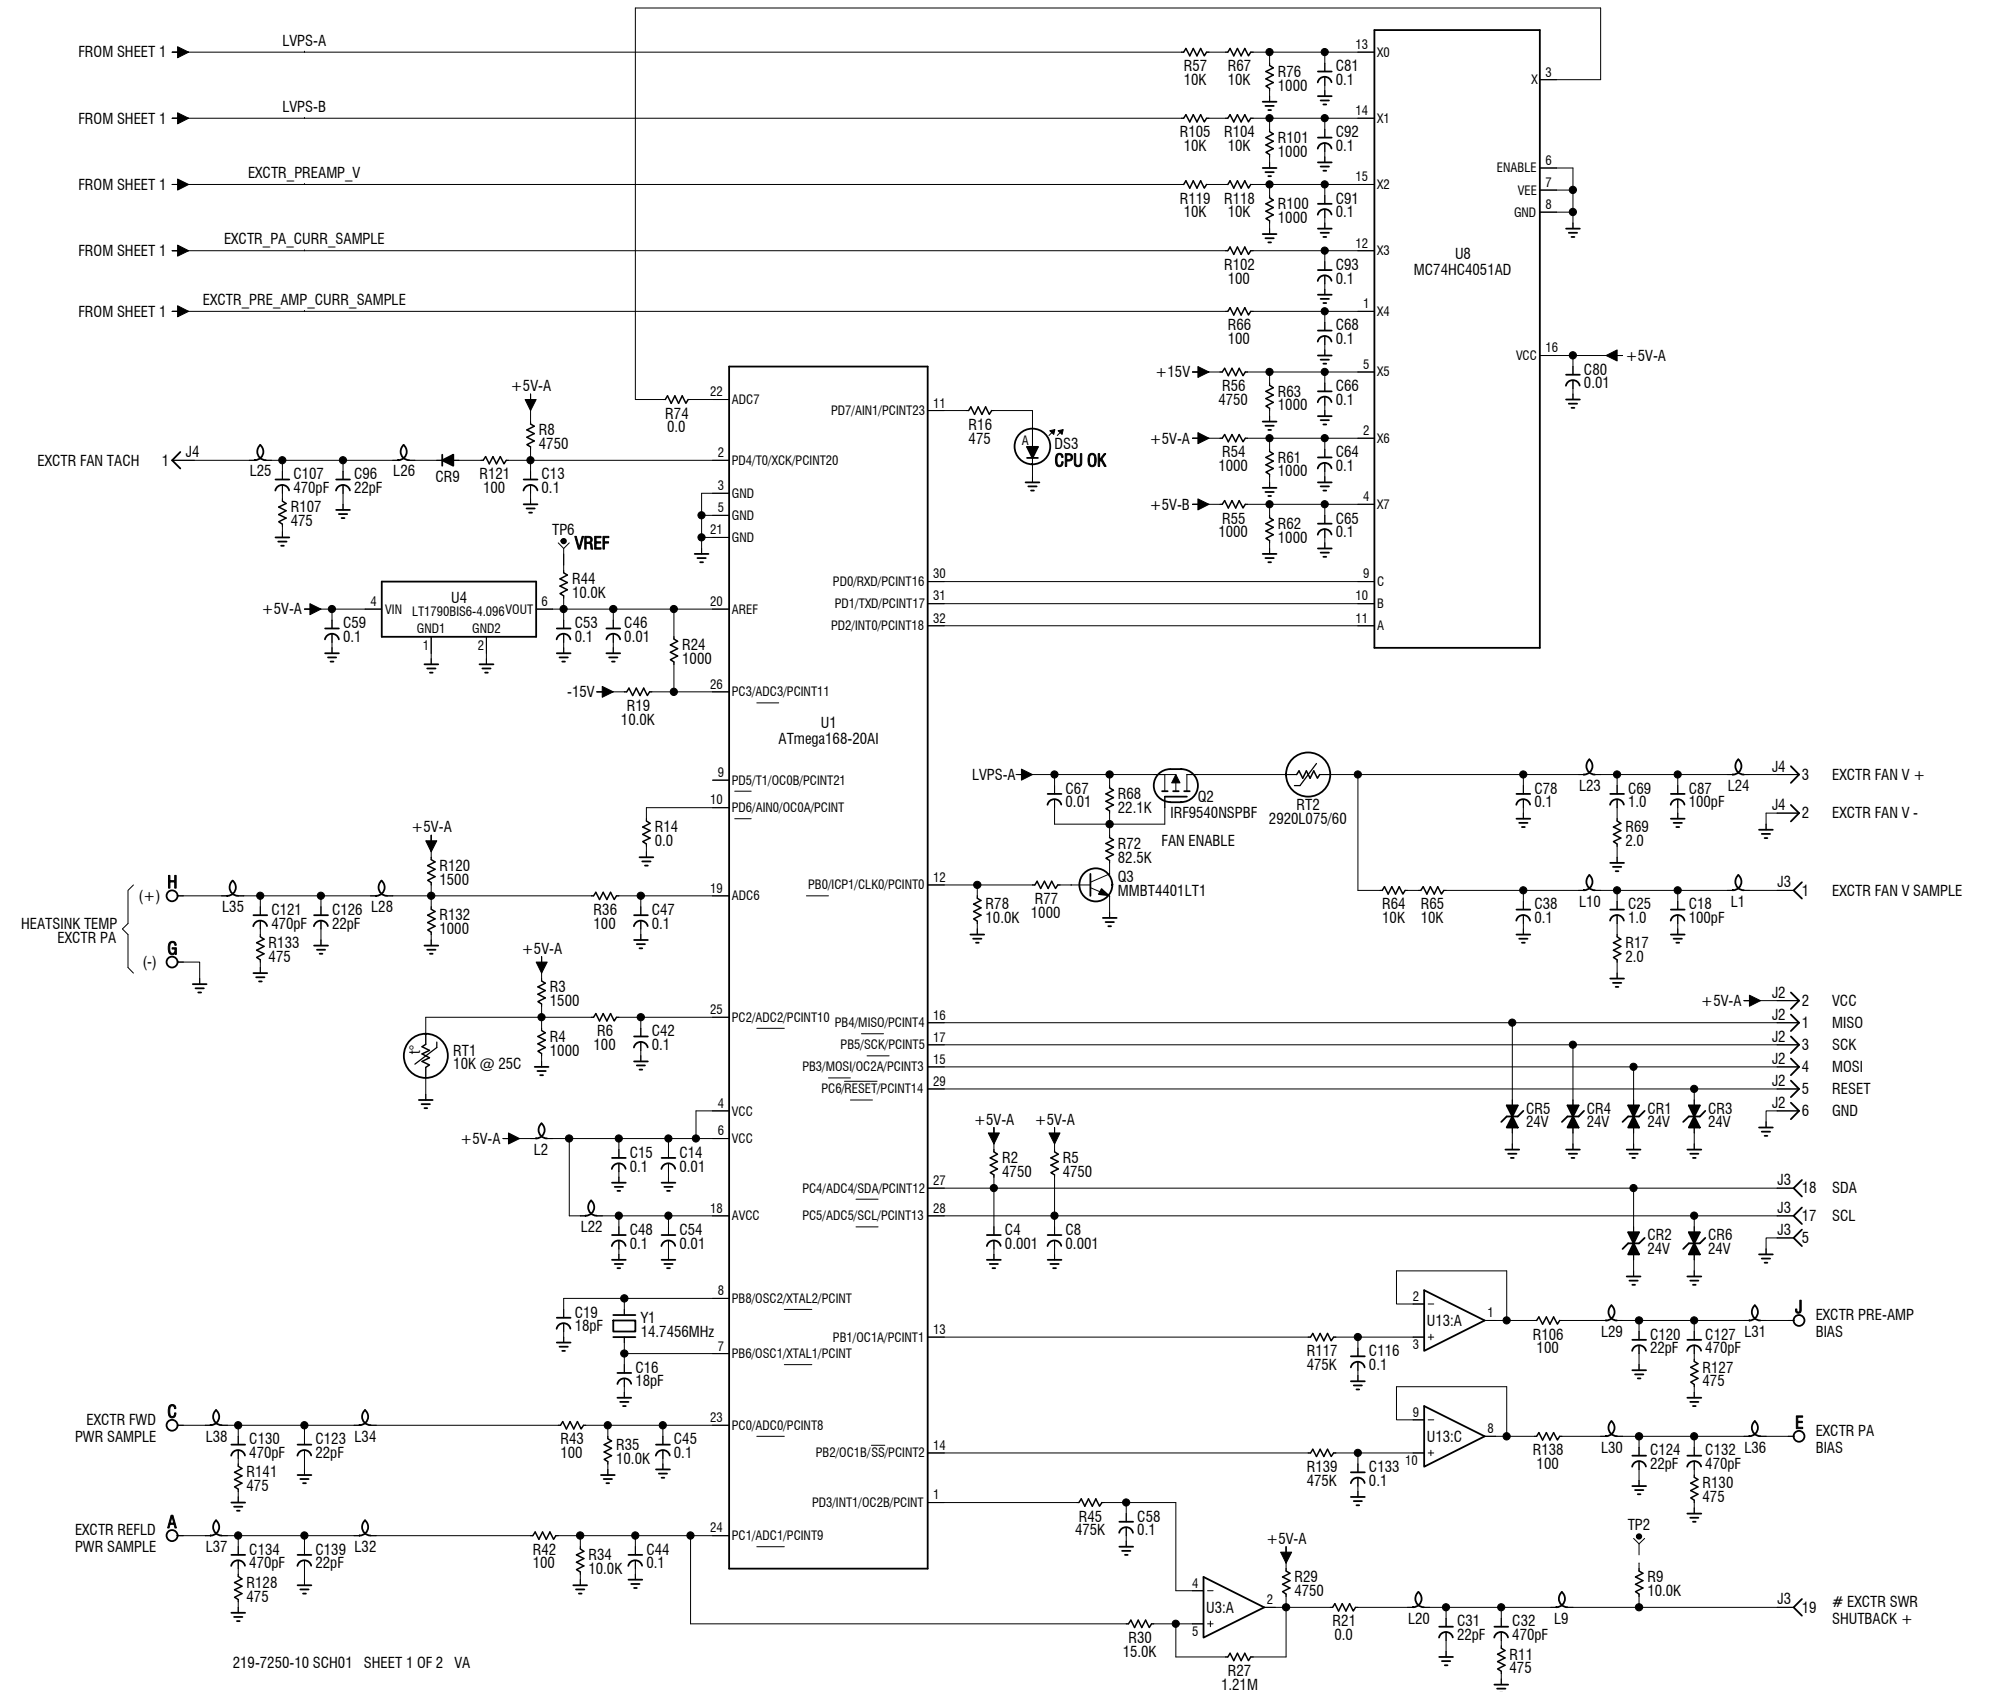 FROM SHEET 1 LVPS-A
R57 10K
R67 10K
R76 1000
C81 0.1
13 X0
X 3
FROM SHEET 1 LVPS-B
R105 10K
R104 10K
R101 1000
C92 0.1
14 X1
FROM SHEET 1 EXCTR_PREAMP_V
R119 10K
R118 10K
R100 1000
C91 0.1
15 X2
ENABLE 6
VEE 7
GND 8
FROM SHEET 1 EXCTR_PA_CURR_SAMPLE
R102 100
C93 0.1
12 X3
U8
MC74HC4051AD
FROM SHEET 1 EXCTR_PRE_AMP_CURR_SAMPLE
R66 100
C68 0.1
1 X4
VCC 16
+5V-A
C80 0.01
+15V
R56 4750
R63 1000
C66 0.1
5 X5
+5V-A
R54 1000
R61 1000
C64 0.1
2 X6
+5V-B
R55 1000
R62 1000
C65 0.1
4 X7
9 C
10 B
11 A
R74 0.0
22 ADC7
PD7/AIN1/PCINT23 11
R16 475
A
DS3
CPU OK
EXCTR FAN TACH 1 J4
L25
C107 470pF
R107 475
C96 22pF
L26
CR9
R121 100
+5V-A
R8 4750
C13 0.1
2 PD4/T0/XCK/PCINT20
3 GND
5 GND
21 GND
TP6 VREF
R44 10.0K
+5V-A
C59 0.1
4 VIN
U4
LT1790BIS6-4.096
VOUT 6
GND1 GND2
1 2
C53 0.1
C46 0.01
20 AREF
R24 1000
-15V
R19 10.0K
26 PC3/ADC3/PCINT11
PD0/RXD/PCINT16 30
PD1/TXD/PCINT17 31
PD2/INT0/PCINT18 32
U1
ATmega168-20AI
9 PD5/T1/OC0B/PCINT21
10 PD6/AIN0/OC0A/PCINT
R14 0.0
LVPS-A
C67 0.01
R68 22.1K
Q2
IRF9540NSPBF
FAN ENABLE
RT2
2920L075/60
R72 82.5K
Q3
MMBT4401LT1
PB0/ICP1/CLK0/PCINT0 12
R78 10.0K
R77 1000
C78 0.1
L23
C69 1.0
R69 2.0
C87 100pF
L24
J4 3 EXCTR FAN V +
J4 2 EXCTR FAN V -
R64 10K
R65 10K
C38 0.1
L10
C25 1.0
R17 2.0
C18 100pF
L1
J3 1 EXCTR FAN V SAMPLE
HEATSINK TEMP
EXCTR PA
(+) H
(-) G
L35
C121 470pF
R133 475
C126 22pF
L28
+5V-A
R120 1500
R132 1000
R36 100
C47 0.1
19 ADC6
+5V-A
R3 1500
R4 1000
RT1
10K @ 25C
t°
R6 100
C42 0.1
25 PC2/ADC2/PCINT10
PB4/MISO/PCINT4 16
PB5/SCK/PCINT5 17
PB3/MOSI/OC2A/PCINT3 15
PC6/RESET/PCINT14 29
+5V-A J2 2 VCC
J2 1 MISO
J2 3 SCK
J2 4 MOSI
J2 5 RESET
J2 6 GND
CR5 24V
CR4 24V
CR1 24V
CR3 24V
4 VCC
6 VCC
+5V-A
L2
C15 0.1
C14 0.01
L22
C48 0.1
C54 0.01
18 AVCC
+5V-A
R2 4750
+5V-A
R5 4750
PC4/ADC4/SDA/PCINT12 27
PC5/ADC5/SCL/PCINT13 28
C4 0.001
C8 0.001
CR2 24V
CR6 24V
J3 18 SDA
J3 17 SCL
J3 5
8 PB8/OSC2/XTAL2/PCINT
C19 18pF
Y1
14.7456MHz
7 PB6/OSC1/XTAL1/PCINT
C16 18pF
PB1/OC1A/PCINT1 13
R117 475K
C116 0.1
2 − U13:A 1
3 +
R106 100
L29
C120 22pF
C127 470pF
R127 475
L31
J EXCTR PRE-AMP
BIAS
EXCTR FWD
PWR SAMPLE
C
L38
C130 470pF
R141 475
C123 22pF
L34
R43 100
R35 10.0K
C45 0.1
23 PC0/ADC0/PCINT8
PB2/OC1B/SS/PCINT2 14
R139 475K
C133 0.1
9 − U13:C 8
10 +
R138 100
L30
C124 22pF
C132 470pF
R130 475
L36
E EXCTR PA
BIAS
PD3/INT1/OC2B/PCINT 1
R45 475K
C58 0.1
EXCTR REFLD
PWR SAMPLE
A
L37
C134 470pF
R128 475
C139 22pF
L32
R42 100
R34 10.0K
C44 0.1
24 PC1/ADC1/PCINT9
R30 15.0K
4 − U3:A 2
5 +
R27 1.21M
+5V-A
R29 4750
R21 0.0
L20
C31 22pF
C32 470pF
R11 475
L9
TP2
R9 10.0K
J3 19 # EXCTR SWR
SHUTBACK +
219-7250-10 SCH01 SHEET 1 OF 2 VA